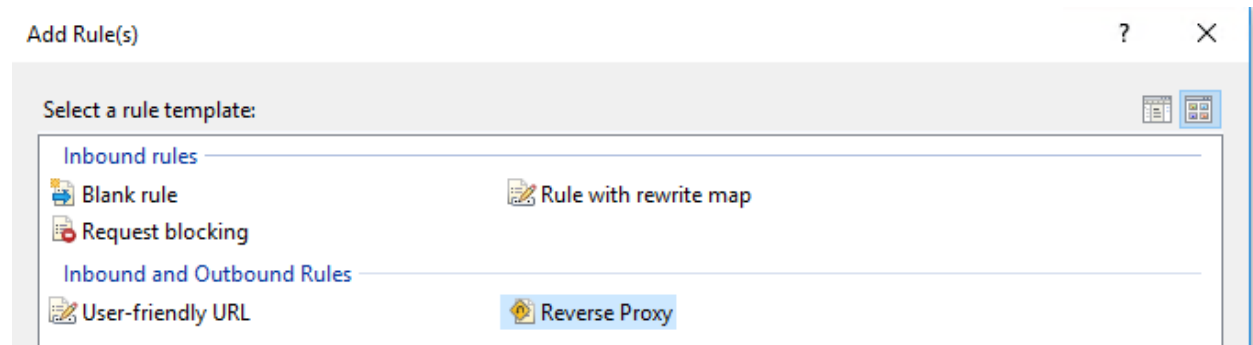 Add Rule(s) ?
Select a rule template:
Inbound rules
Blank rule Rule with rewrite map
Request blocking
Inbound and Outbound Rules
User-friendly URL Reverse Proxy